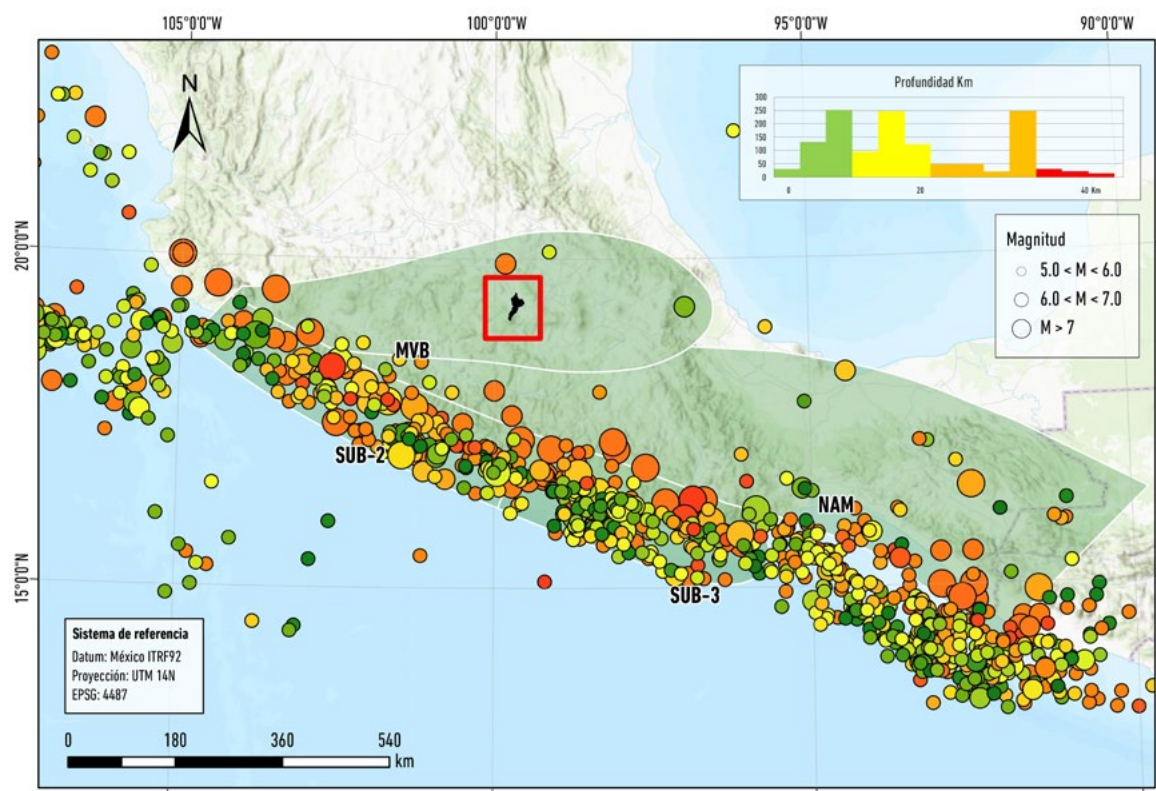 105°0'0"W 100°0'0"W 95°0'0"W 90°0'0"W
N
Profundidad Km
300
250
200
150
100
50
0
0 20 40 Km
20°0'0"N
Magnitud
5.0 < M < 6.0
6.0 < M < 7.0
M > 7
MVB
SUB-2
NAM
15°0'0"N
SUB-3
Sistema de referencia
Datum: México ITRF92
Proyección: UTM 14N
EPSG: 4487
0 180 360 540
km